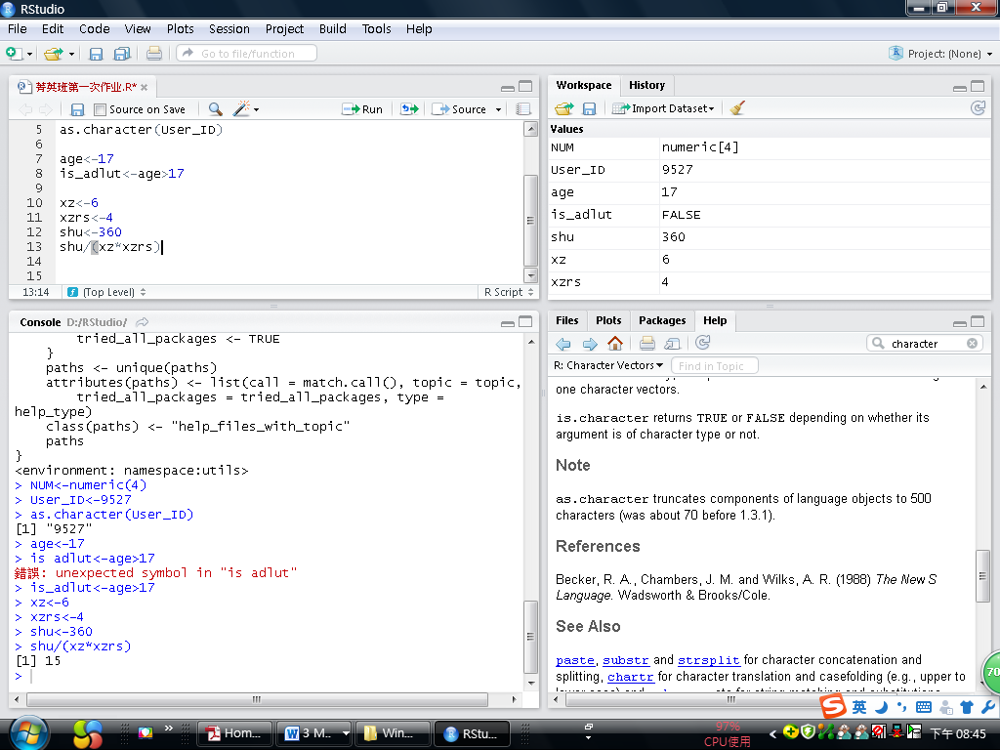 RStudio
File Edit Code View Plots Session Project Build Tools Help
Go to file/function
Project: (None)
菁英班第一次作业.R*
Source on Save
Run
Source
5 as.character(User_ID)
6
7 age<-17
8 is_adlut<-age>17
9
10 xz<-6
11 xzrs<-4
12 shu<-360
13 shu/(xz*xzrs)
14
15
13:14 (Top Level) R Script
Workspace History
Import Dataset
Values
NUM numeric[4]
User_ID 9527
age 17
is_adlut FALSE
shu 360
xz 6
xzrs 4
Console D:/RStudio/
tried_all_packages <- TRUE
}
paths <- unique(paths)
attributes(paths) <- list(call = match.call(), topic = topic,
tried_all_packages = tried_all_packages, type =
help_type)
class(paths) <- "help_files_with_topic"
paths
}
<environment: namespace:utils>
> NUM<-numeric(4)
> User_ID<-9527
> as.character(User_ID)
[1] "9527"
> age<-17
> is adlut<-age>17
錯誤: unexpected symbol in "is adlut"
> is_adlut<-age>17
> xz<-6
> xzrs<-4
> shu<-360
> shu/(xz*xzrs)
[1] 15
>
Files Plots Packages Help
character
R: Character Vectors
Find in Topic
one character vectors.
is.character returns TRUE or FALSE depending on whether its
argument is of character type or not.
Note
as.character truncates components of language objects to 500
characters (was about 70 before 1.3.1).
References
Becker, R. A., Chambers, J. M. and Wilks, A. R. (1988) The New S
Language. Wadsworth & Brooks/Cole.
See Also
paste, substr and strsplit for character concatenation and
splitting, chartr for character translation and casefolding (e.g., upper to
70
英
Hom...
3 M...
Win...
RStu...
97%
CPU使用
下午 08:45